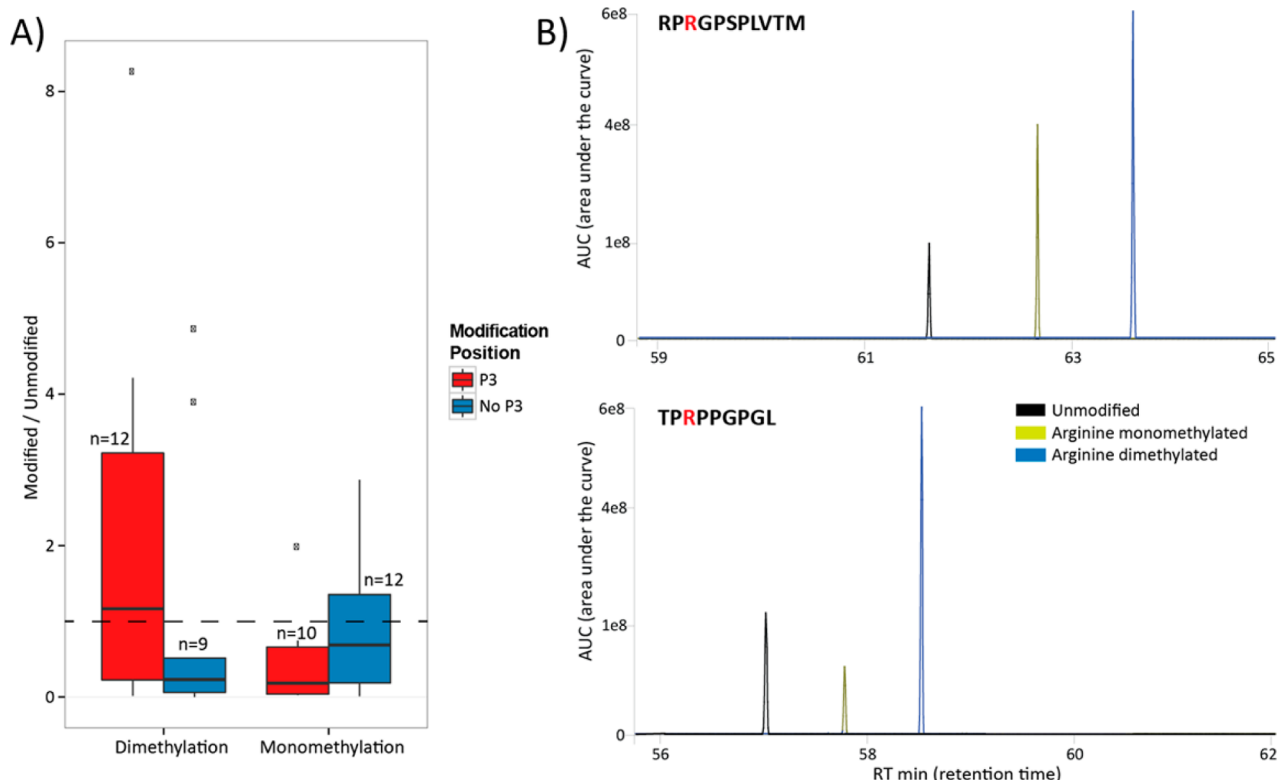 A)
8
6
4
2
0
Modified / Unmodified
n=12
n=9
n=10
n=12
Dimethylation
Monomethylation
Modification
Position
P3
No P3
B)
RPRGPSPLVTM
6e8
4e8
1e8
0
AUC (area under the curve)
59
61
63
65
TPRPPGPGL
6e8
4e8
1e8
0
AUC (area under the curve)
Unmodified
Arginine monomethylated
Arginine dimethylated
56
58
60
62
RT min (retention time)